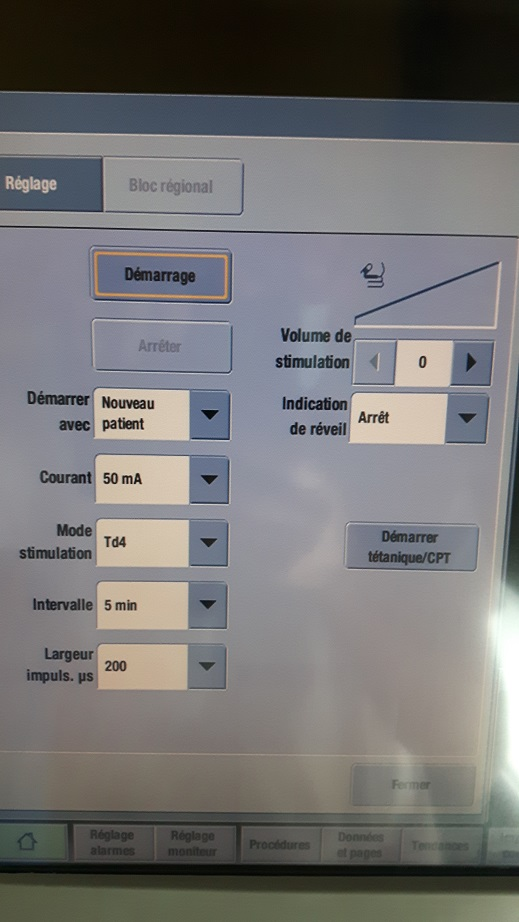 Réglage
Bloc régional
Démarrage
Arrêter
Volume de
stimulation
0
Démarrer
avec
Nouveau
patient
Indication
de réveil
Arrêt
Courant
50 mA
Mode
stimulation
Td4
Démarrer
tétanique/CPT
Intervalle
5 min
Largeur
impuls. µs
200
Fermer
Réglage
alarmes
Réglage
moniteur
Procédures
Données
et pages
Tendances